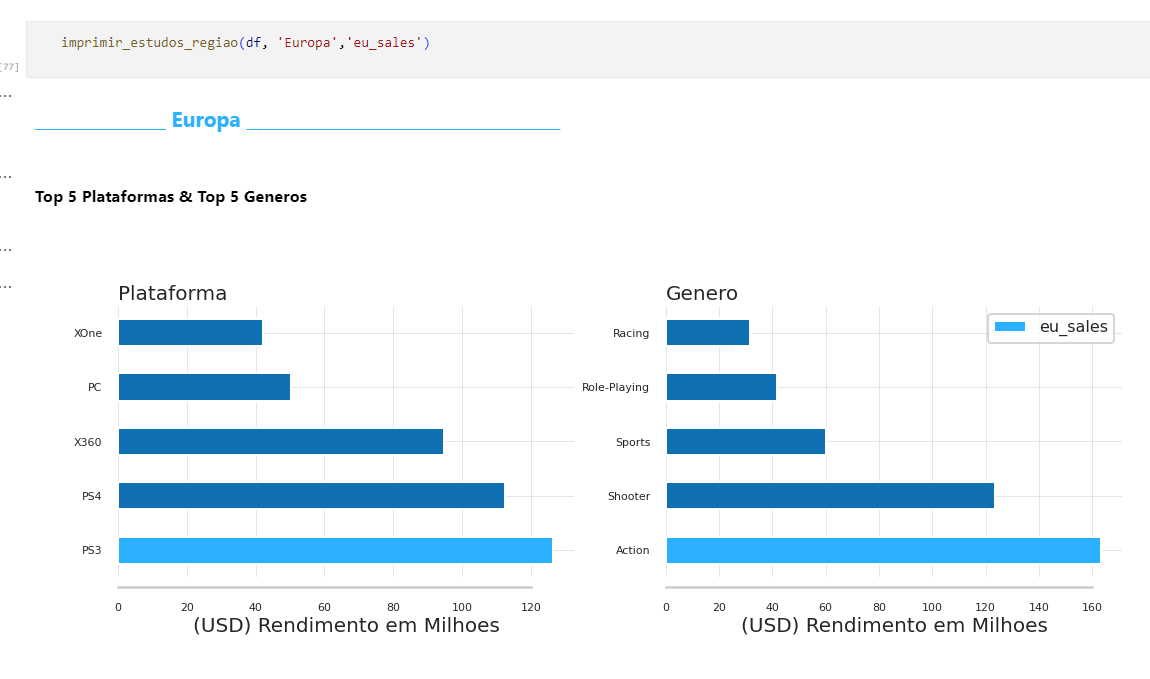 imprimir_estudos_regiao(df, 'Europa','eu_sales')
[77]
...
_______________ Europa ____________________________________
...
Top 5 Plataformas & Top 5 Generos
...
...
Plataforma
XOne
PC
X360
PS4
PS3
0 20 40 60 80 100 120
(USD) Rendimento em Milhoes
Genero
eu_sales
Racing
Role-Playing
Sports
Shooter
Action
0 20 40 60 80 100 120 140 160
(USD) Rendimento em Milhoes